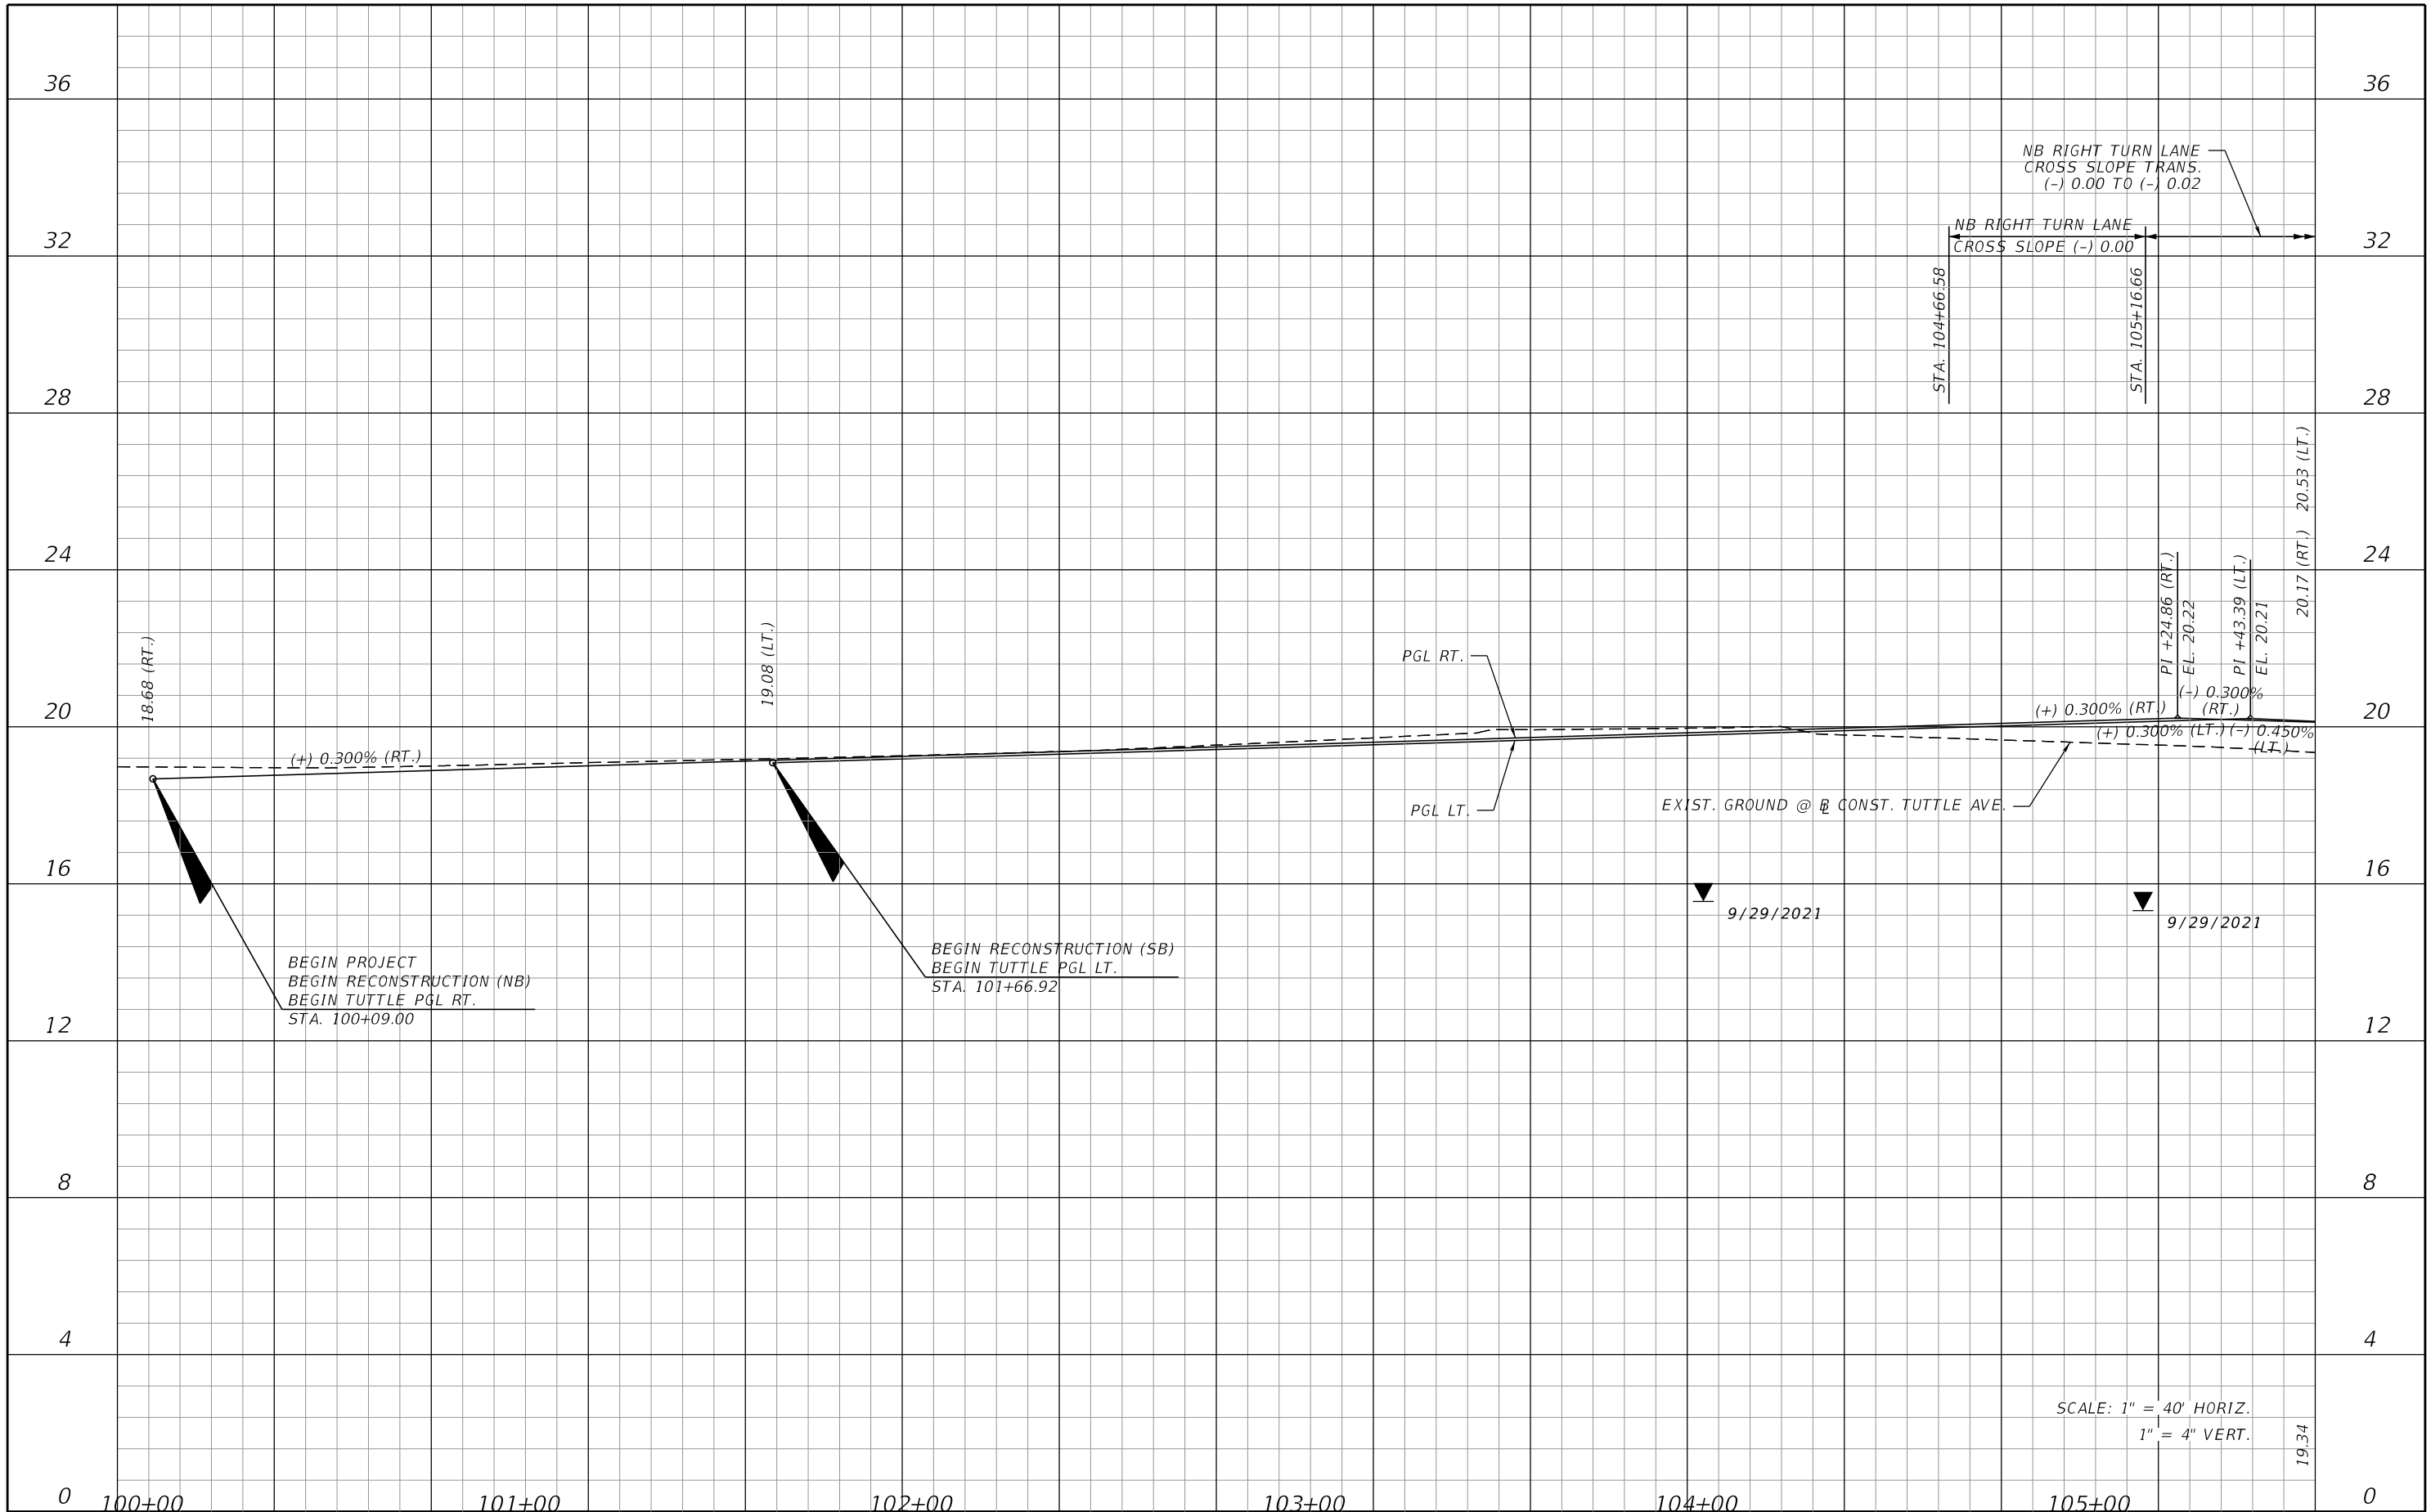 36
36
NB RIGHT TURN LANE
CROSS SLOPE TRANS.
(-) 0.00 TO (-) 0.02
NB RIGHT TURN LANE
CROSS SLOPE (-) 0.00
32
32
STA. 104+66.58
STA. 105+16.66
28
28
20.17 (RT.) 20.53 (LT.)
24
24
PI +24.86 (RT.)
EL. 20.22
PI +43.39 (LT.)
EL. 20.21
18.68 (RT.)
19.08 (LT.)
PGL RT.
20
20
(+) 0.300% (RT.)
(-) 0.300%
(RT.)
(+) 0.300% (LT.)
(-) 0.450%
(LT.)
(+) 0.300% (RT.)
PGL LT.
EXIST. GROUND @ BL CONST. TUTTLE AVE.
16
16
9/29/2021
9/29/2021
BEGIN PROJECT
BEGIN RECONSTRUCTION (NB)
BEGIN TUTTLE PGL RT.
STA. 100+09.00
BEGIN RECONSTRUCTION (SB)
BEGIN TUTTLE PGL LT.
STA. 101+66.92
12
12
8
8
4
4
SCALE: 1" = 40' HORIZ.
1" = 4" VERT.
19.34
0
0
100+00
101+00
102+00
103+00
104+00
105+00